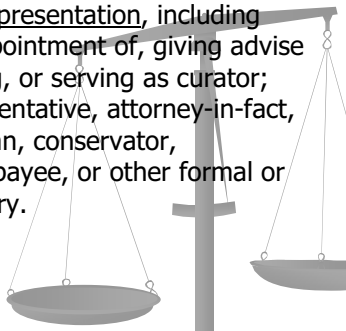 presentation, including
pointment of, giving advise
g, or serving as curator;
entative, attorney-in-fact,
an, conservator,
payee, or other formal or
ry.